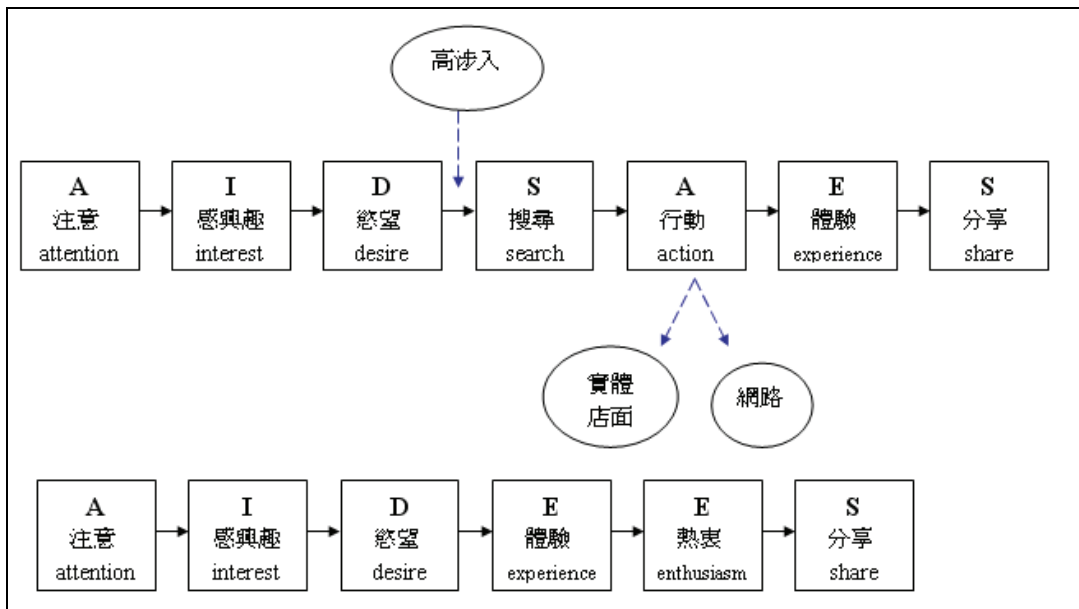 高涉入
A
注意
attention
I
感興趣
interest
D
慾望
desire
S
搜尋
search
A
行動
action
E
體驗
experience
S
分享
share
實體
店面
網路
A
注意
attention
I
感興趣
interest
D
慾望
desire
E
體驗
experience
E
熱衷
enthusiasm
S
分享
share